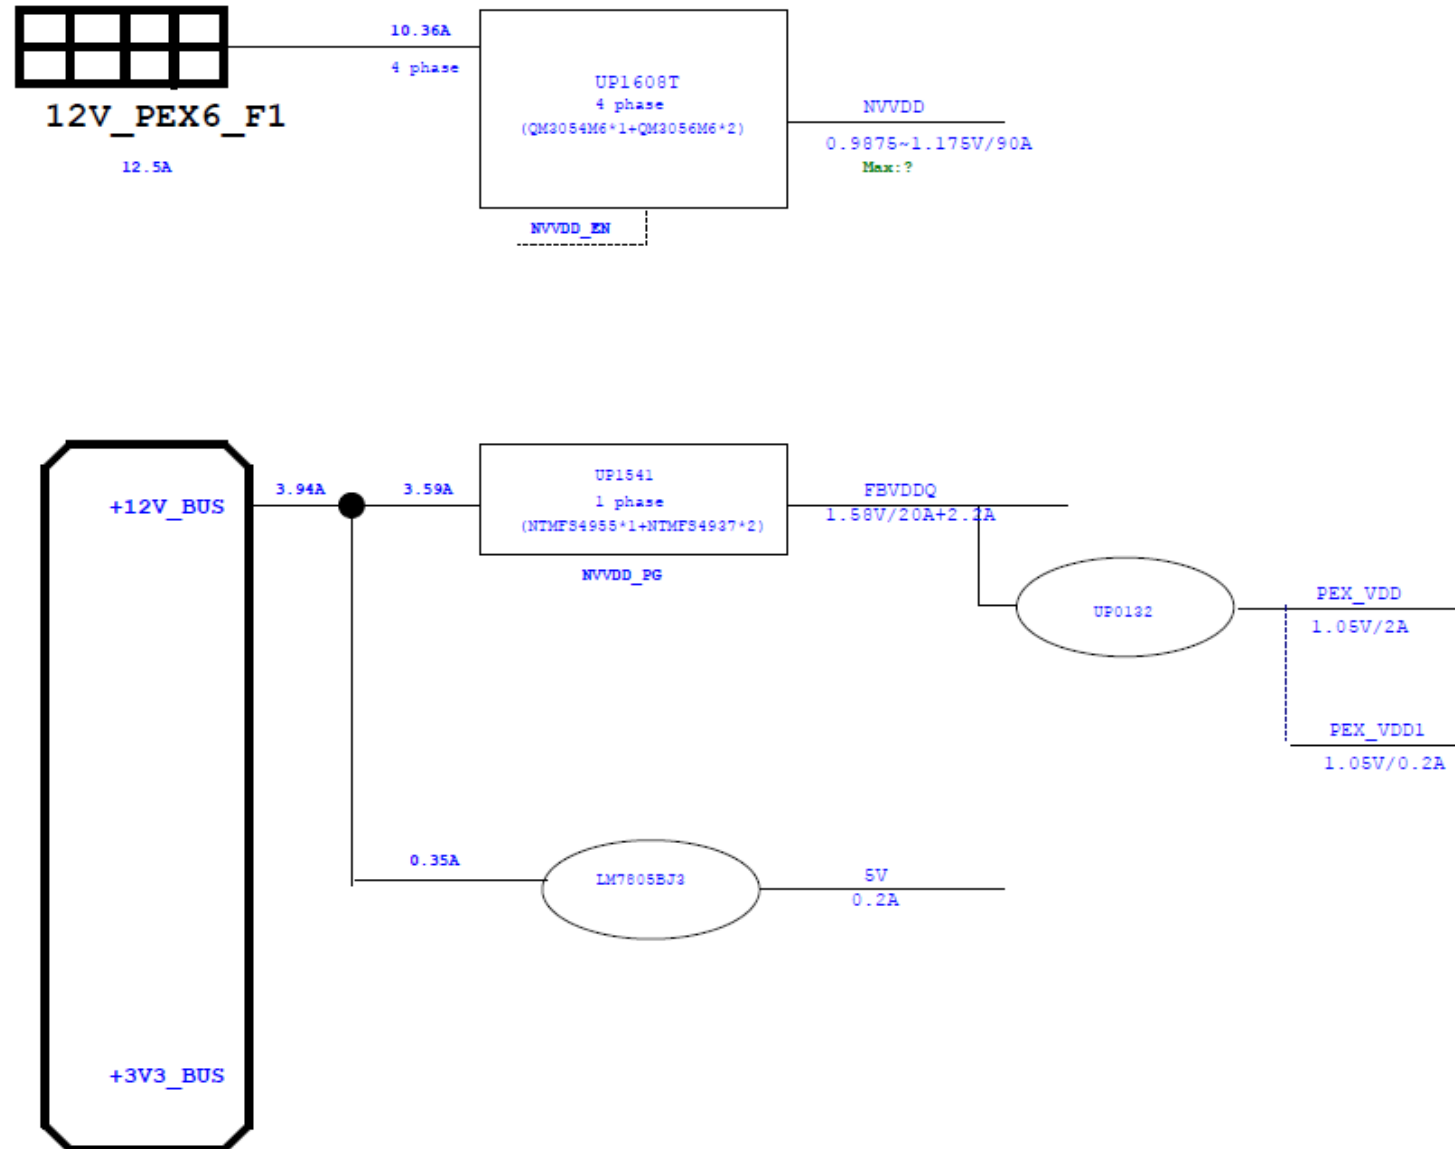 10.36A
4 phase
12V_PEX6_F1
12.5A
UP1608T
4 phase
(QM3054M6*1+QM3056M6*2)
NVVDD
0.9875~1.175V/90A
Max:?
NVVDD_EN
+12V_BUS
3.94A
3.59A
UP1541
1 phase
(NTMFS4955*1+NTMFS4937*2)
NVVDD_PG
FBVDDQ
1.58V/20A+2.2A
UP0132
PEX_VDD
1.05V/2A
PEX_VDD1
1.05V/0.2A
0.35A
LM7805BJ3
5V
0.2A
+3V3_BUS